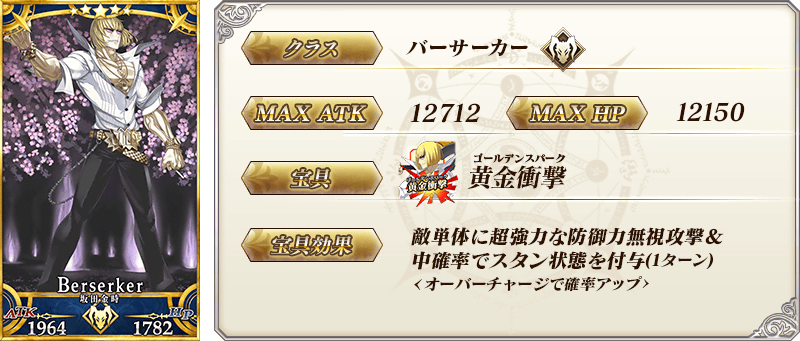 Berserker
坂田金時
ATK
HP
1964
1782
クラス
バーサーカー
MAX ATK
12712
MAX HP
12150
宝具
黄金衝撃
ゴールデンスパーク
黄金衝撃
宝具効果
敵単体に超強力な防御力無視攻撃&
中確率でスタン状態を付与(1ターン)
<オーバーチャージで確率アップ>